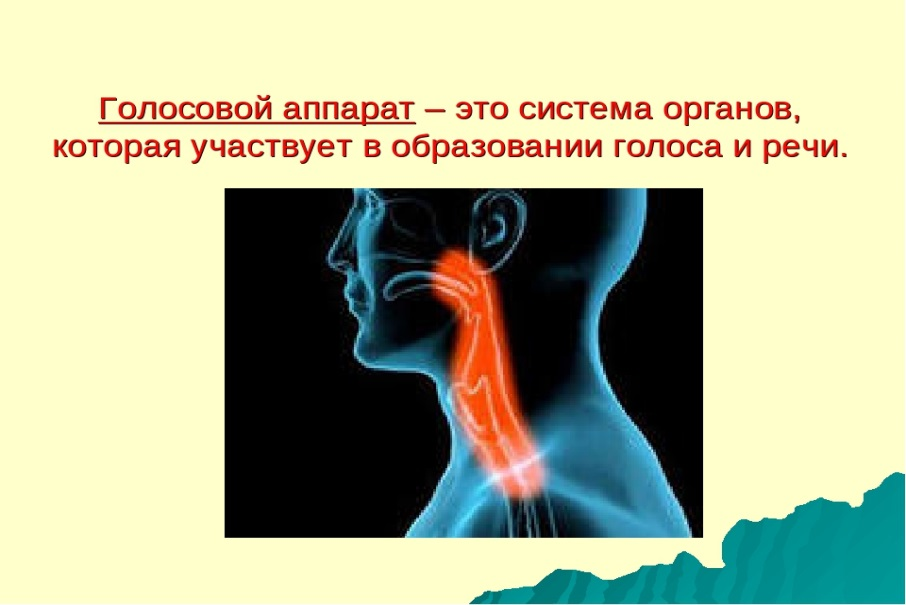 Голосовой аппарат – это система органов,
которая участвует в образовании голоса и речи.